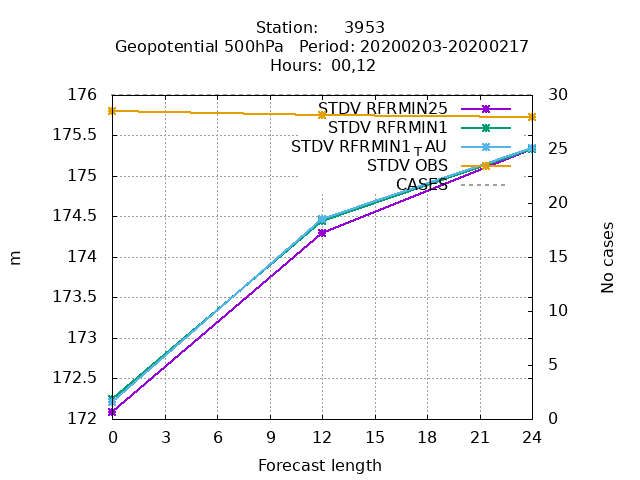 Station: 3953
Geopotential 500hPa Period: 20200203-20200217
Hours: 00,12
176
175.5
175
174.5
174
173.5
173
172.5
172
m
30
25
20
15
10
5
0
No cases
STDV RFRMIN25
STDV RFRMIN1
STDV RFRMIN1_TAU
STDV OBS
CASES
0 3 6 9 12 15 18 21 24
Forecast length